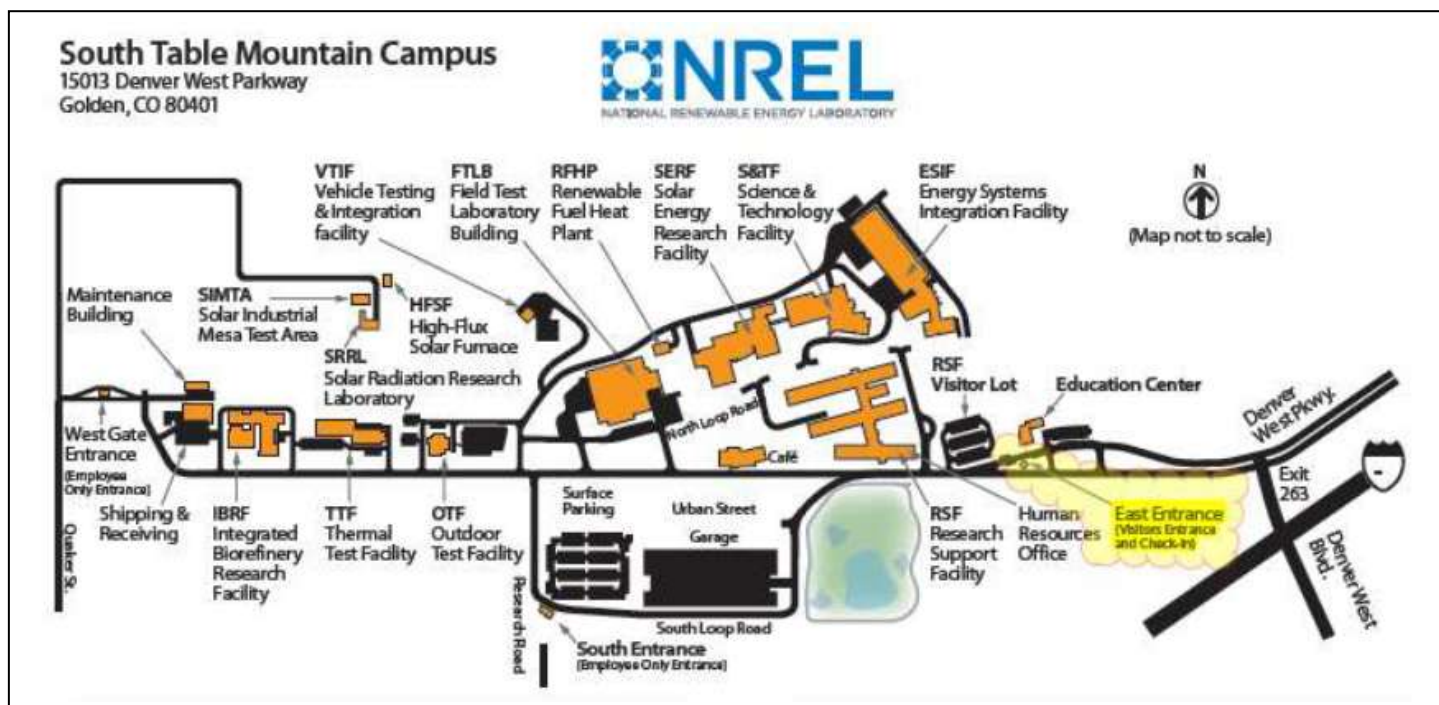 South Table Mountain Campus
15013 Denver West Parkway
Golden, CO 80401
NREL
NATIONAL RENEWABLE ENERGY LABORATORY
VTIF
Vehicle Testing
& Integration
facility
FTLB
Field Test
Laboratory
Building
RFHP
Renewable
Fuel Heat
Plant
SERF
Solar
Energy
Research
Facility
S&TF
Science &
Technology
Facility
ESIF
Energy Systems
Integration Facility
N
(Map not to scale)
Maintenance
Building
SIMTA
Solar Industrial
Mesa Test Area
HFSF
High-Flux
Solar Furnace
SRRL
Solar Radiation Research
Laboratory
RSF
Visitor Lot
Education Center
Denver
West Pkwy.
West Gate
Entrance
(Employee
Only Entrance)
North Loop Road
Café
Exit
263
Shipping &
Receiving
IBRF
Integrated
Biorefinery
Research
Facility
TTF
Thermal
Test Facility
OTF
Outdoor
Test Facility
Surface
Parking
Urban Street
Garage
RSF
Research
Support
Facility
Human
Resources
Office
East Entrance
(Visitors Entrance
and Check-In)
Denver West
Blvd.
Quaker St.
Research Road
South Loop Road
South Entrance
(Employee Only Entrance)